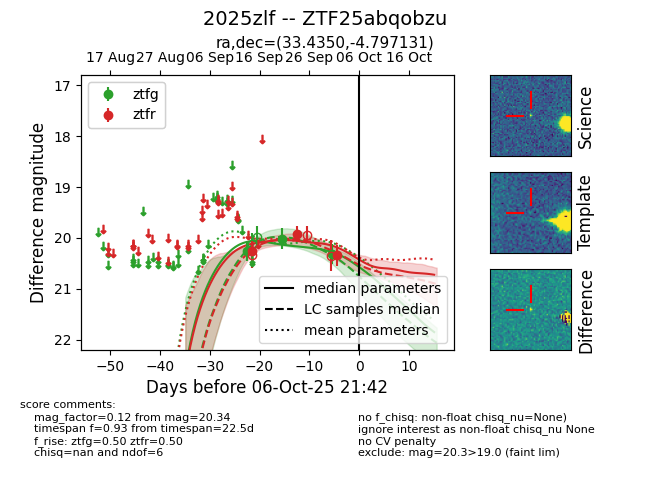 2025zlf -- ZTF25abqobzu
ra,dec=(33.4350,-4.797131)
17 Aug 27 Aug 06 Sep 16 Sep 26 Sep 06 Oct 16 Oct
ztfg
ztfr
17
18
19
20
21
22
Difference magnitude
median parameters
LC samples median
mean parameters
−50 −40 −30 −20 −10 0 10
Days before 06-Oct-25 21:42
Science
Template
Difference
score comments:
mag_factor=0.12 from mag=20.34
timespan f=0.93 from timespan=22.5d
f_rise: ztfg=0.50 ztfr=0.50
chisq=nan and ndof=6
no f_chisq: non-float chisq_nu=None)
ignore interest as non-float chisq_nu None
no CV penalty
exclude: mag=20.3>19.0 (faint lim)